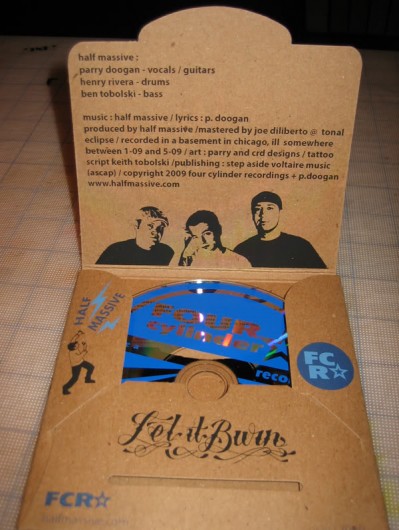 half massive :
parry doogan - vocals / guitars
henry rivera - drums
ben tobolski - bass
music : half massive / lyrics : p. doogan
produced by half massive /mastered by joe diliberto @ tonal
eclipse / recorded in a basement in chicago, ill somewhere
between 1-09 and 5-09 / art : parry and crd designs / tattoo
script keith tobolski /publishing : step aside voltaire music
(ascap) / copyright 2009 four cylinder recordings + p.doogan
www.halfmassive.com
HALF
MASSIVE
FOUR
cylinder
reco
FC
R☆
Let it Burn
FCR☆
halfmassive.com